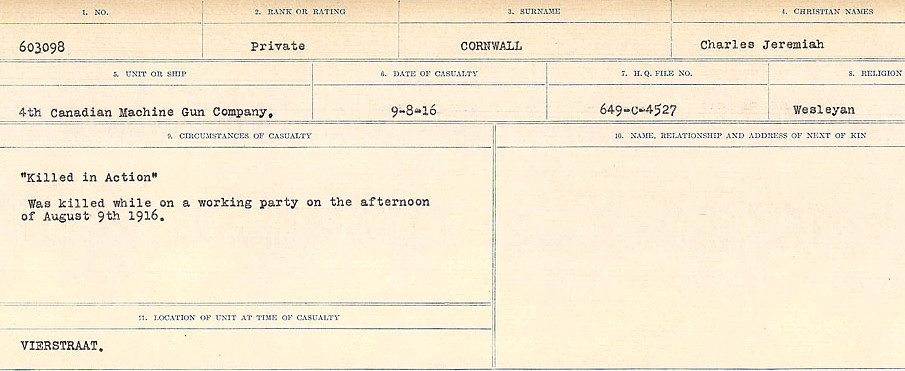 1. NO. 2. RANK OR RATING 3. SURNAME 4. CHRISTIAN NAMES
603098 Private CORNWALL Charles Jeremiah
5. UNIT OR SHIP 6. DATE OF CASUALTY 7. H.Q. FILE NO. 8. RELIGION
4th Canadian Machine Gun Company. 9-8-16 649-C-4527 Wesleyan
9. CIRCUMSTANCES OF CASUALTY 10. NAME, RELATIONSHIP AND ADDRESS OF NEXT OF KIN
"Killed in Action"
Was killed while on a working party on the afternoon
of August 9th 1916.
11. LOCATION OF UNIT AT TIME OF CASUALTY
VIERSTRAAT.